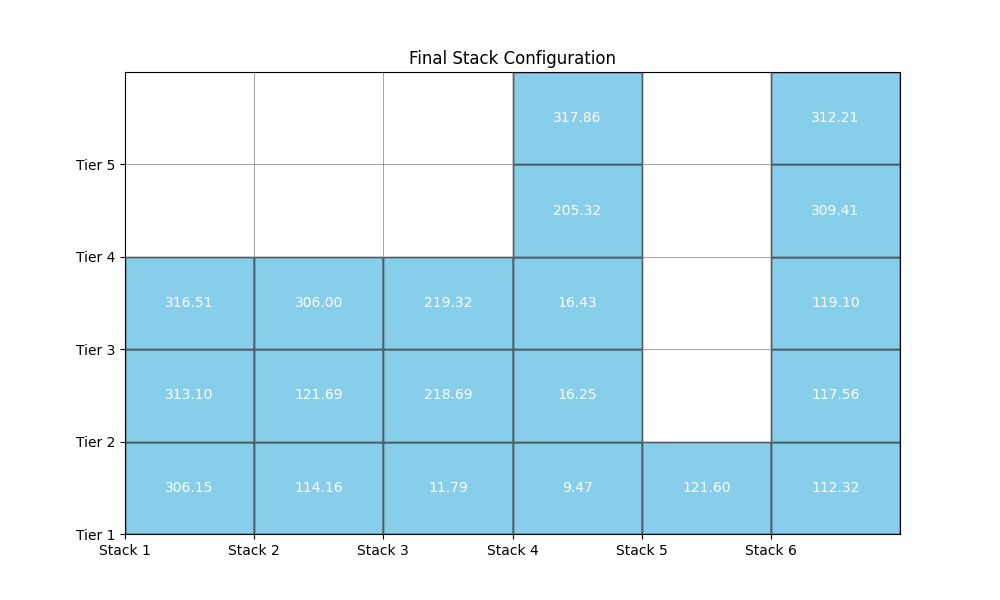 Final Stack Configuration
317.86 312.21
Tier 5
205.32 309.41
Tier 4
316.51 306.00 219.32 16.43 119.10
Tier 3
313.10 121.69 218.69 16.25 117.56
Tier 2
306.15 114.16 11.79 9.47 121.60 112.32
Tier 1
Stack 1 Stack 2 Stack 3 Stack 4 Stack 5 Stack 6